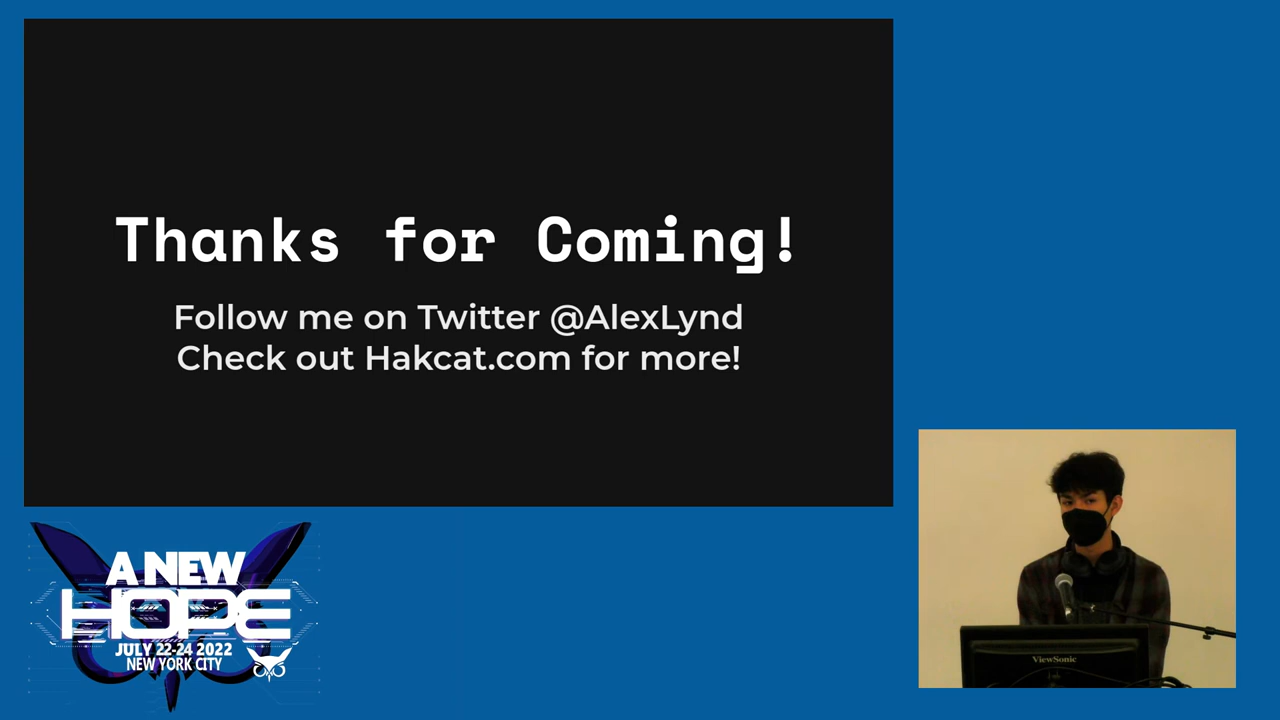 Thanks for Coming!
Follow me on Twitter @AlexLynd
Check out Hakcat.com for more!
A NEW
HOPE
JULY 22-24 2022
NEW YORK CITY
ViewSonic